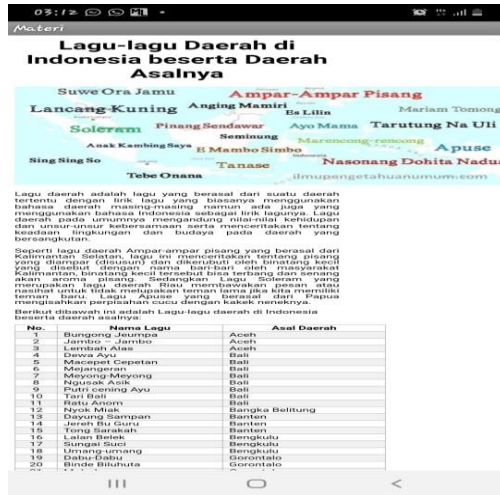 03:12
Materi
Lagu-lagu Daerah di
Indonesia beserta Daerah
Asalnya
Suwe Ora Jamu
Ampar-Ampar Pisang
Lancang Kuning
Anging Mamiri
Es Lilin
Mariam Tomong
Soleram
Pinang Sendawar
Ayo Mama
Tarutung Na Uli
Seminung
Marencong-rencong
Anak Kambing Saya
E Mambo Simbo
Apuse
Sing Sing So
Tanase
Nasonang Dohita Nadu
Tebe Onana
ilmupengetahuanumum.com
Lagu daerah adalah lagu yang berasal dari suatu daerah
tertentu dengan lirik lagu yang biasanya menggunakan
bahasa daerah masing-masing namun ada juga yang
menggunakan bahasa Indonesia sebagai lirik lagunya. Lagu
daerah pada umumnya mengandung nilai-nilai kehidupan
dan unsur-unsur kebersamaan serta menceritakan tentang
keadaan lingkungan dan budaya pada daerah yang
bersangkutan.
Seperti lagu daerah Ampar-ampar pisang yang berasal dari
Kalimantan Selatan, lagu ini menceritakan tentang pisang
yang diampar (disusun) dan dikerubuti oleh binatang kecil
yang disebut dengan nama bari-bari oleh masyarakat
Kalimantan, binatang kecil tersebut bisa terbang dan senang
akan aroma pisang. Sedangkan Lagu Soleram yang
merupakan lagu daerah Riau membawakan pesan atau
nasihat untuk tidak melupakan teman lama jika kita memiliki
teman baru. Lagu Apuse yang berasal dari Papua
mengisahkan perpisahan cucu dengan kakek neneknya.
Berikut dibawah ini adalah Lagu-lagu daerah di Indonesia
beserta daerah asalnya:
No. Nama Lagu Asal Daerah
1 Bungong Jeumpa Aceh
2 Jambo – Jambo Aceh
3 Lembah Alas Aceh
4 Dewa Ayu Bali
5 Macepet Cepetan Bali
6 Mejangeran Bali
7 Meyong-Meyong Bali
8 Ngusak Asik Bali
9 Putri cening Ayu Bali
10 Tari Bali Bali
11 Ratu Anom Bali
12 Nyok Miak Bangka Belitung
13 Dayung Sampan Banten
14 Jereh Bu Guru Banten
15 Tong Sarakah Banten
16 Lalan Belek Bengkulu
17 Sungai Suci Bengkulu
18 Umang-umang Bengkulu
19 Dabu-Dabu Gorontalo
20 Binde Biluhuta Gorontalo